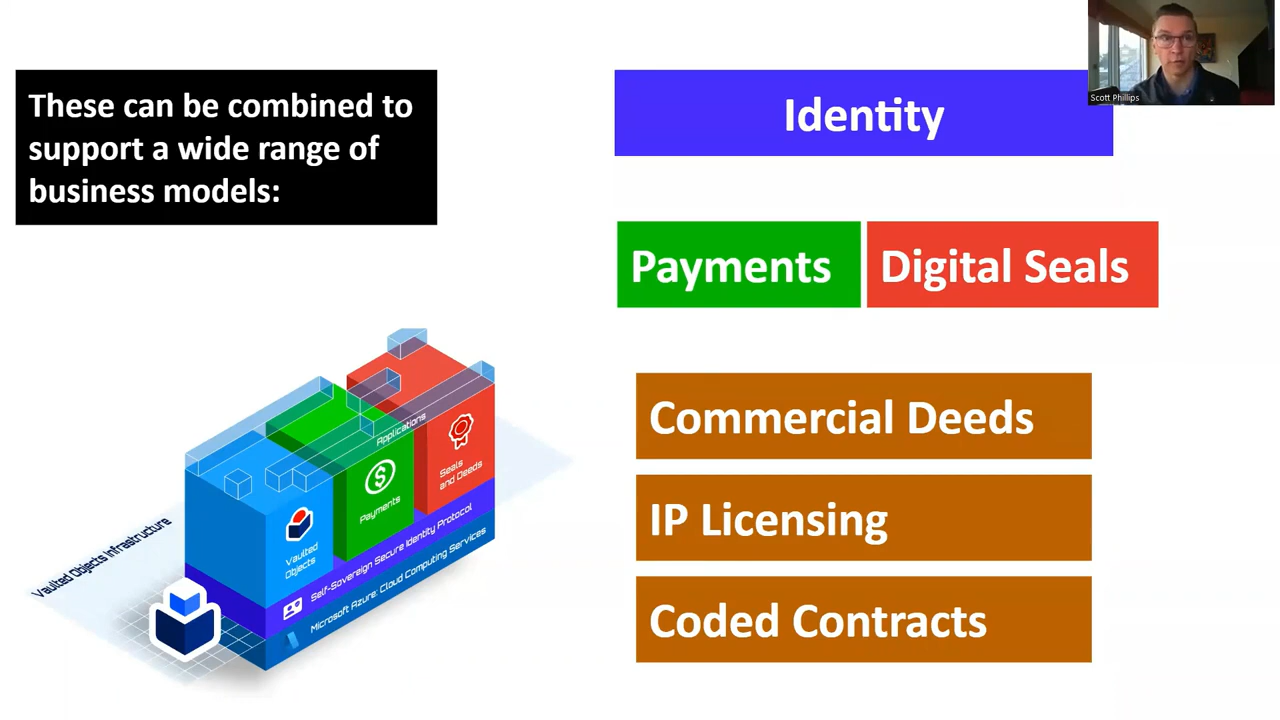 These can be combined to
support a wide range of
business models:
Identity
Scott Phillips
Payments
Digital Seals
Commercial Deeds
IP Licensing
Coded Contracts
Applications
Vaulted
Objects
Payments
Seals
and Deeds
Self-Sovereign Secure Identity Protocol
Microsoft Azure: Cloud Computing Services
Vaulted Objects Infrastructure